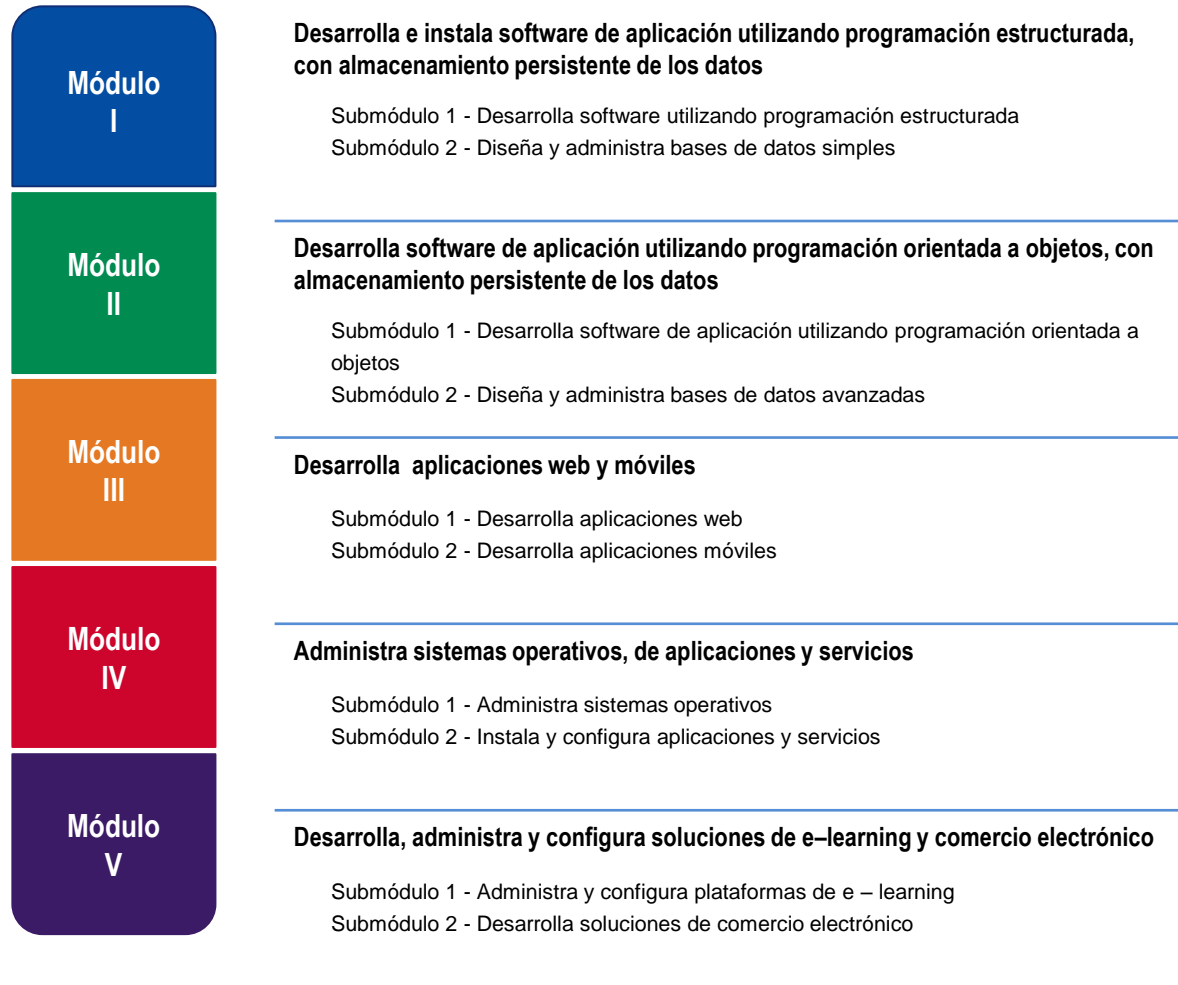 Módulo
I
Desarrolla e instala software de aplicación utilizando programación estructurada,
con almacenamiento persistente de los datos
Submódulo 1 - Desarrolla software utilizando programación estructurada
Submódulo 2 - Diseña y administra bases de datos simples
Módulo
II
Desarrolla software de aplicación utilizando programación orientada a objetos, con
almacenamiento persistente de los datos
Submódulo 1 - Desarrolla software de aplicación utilizando programación orientada a
objetos
Submódulo 2 - Diseña y administra bases de datos avanzadas
Módulo
III
Desarrolla  aplicaciones web y móviles
Submódulo 1 - Desarrolla aplicaciones web
Submódulo 2 - Desarrolla aplicaciones móviles
Módulo
IV
Administra sistemas operativos, de aplicaciones y servicios
Submódulo 1 - Administra sistemas operativos
Submódulo 2 - Instala y configura aplicaciones y servicios
Módulo
V
Desarrolla, administra y configura soluciones de e–learning y comercio electrónico
Submódulo 1 - Administra y configura plataformas de e – learning
Submódulo 2 - Desarrolla soluciones de comercio electrónico